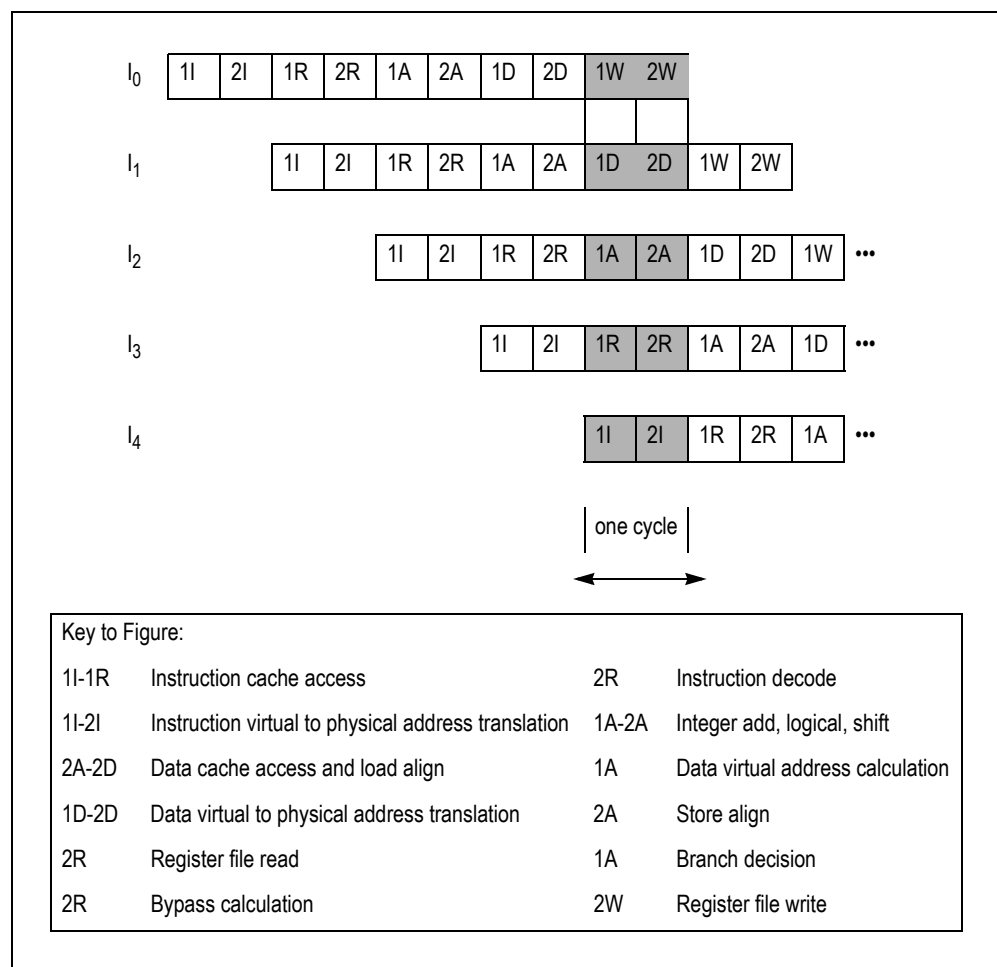 I0 1I 2I 1R 2R 1A 2A 1D 2D 1W 2W
I1 1I 2I 1R 2R 1A 2A 1D 2D 1W 2W
I2 1I 2I 1R 2R 1A 2A 1D 2D 1W •••
I3 1I 2I 1R 2R 1A 2A 1D •••
I4 1I 2I 1R 2R 1A •••
one cycle
Key to Figure:
1I-1R Instruction cache access 2R Instruction decode
1I-2I Instruction virtual to physical address translation 1A-2A Integer add, logical, shift
2A-2D Data cache access and load align 1A Data virtual address calculation
1D-2D Data virtual to physical address translation 2A Store align
2R Register file read 1A Branch decision
2R Bypass calculation 2W Register file write